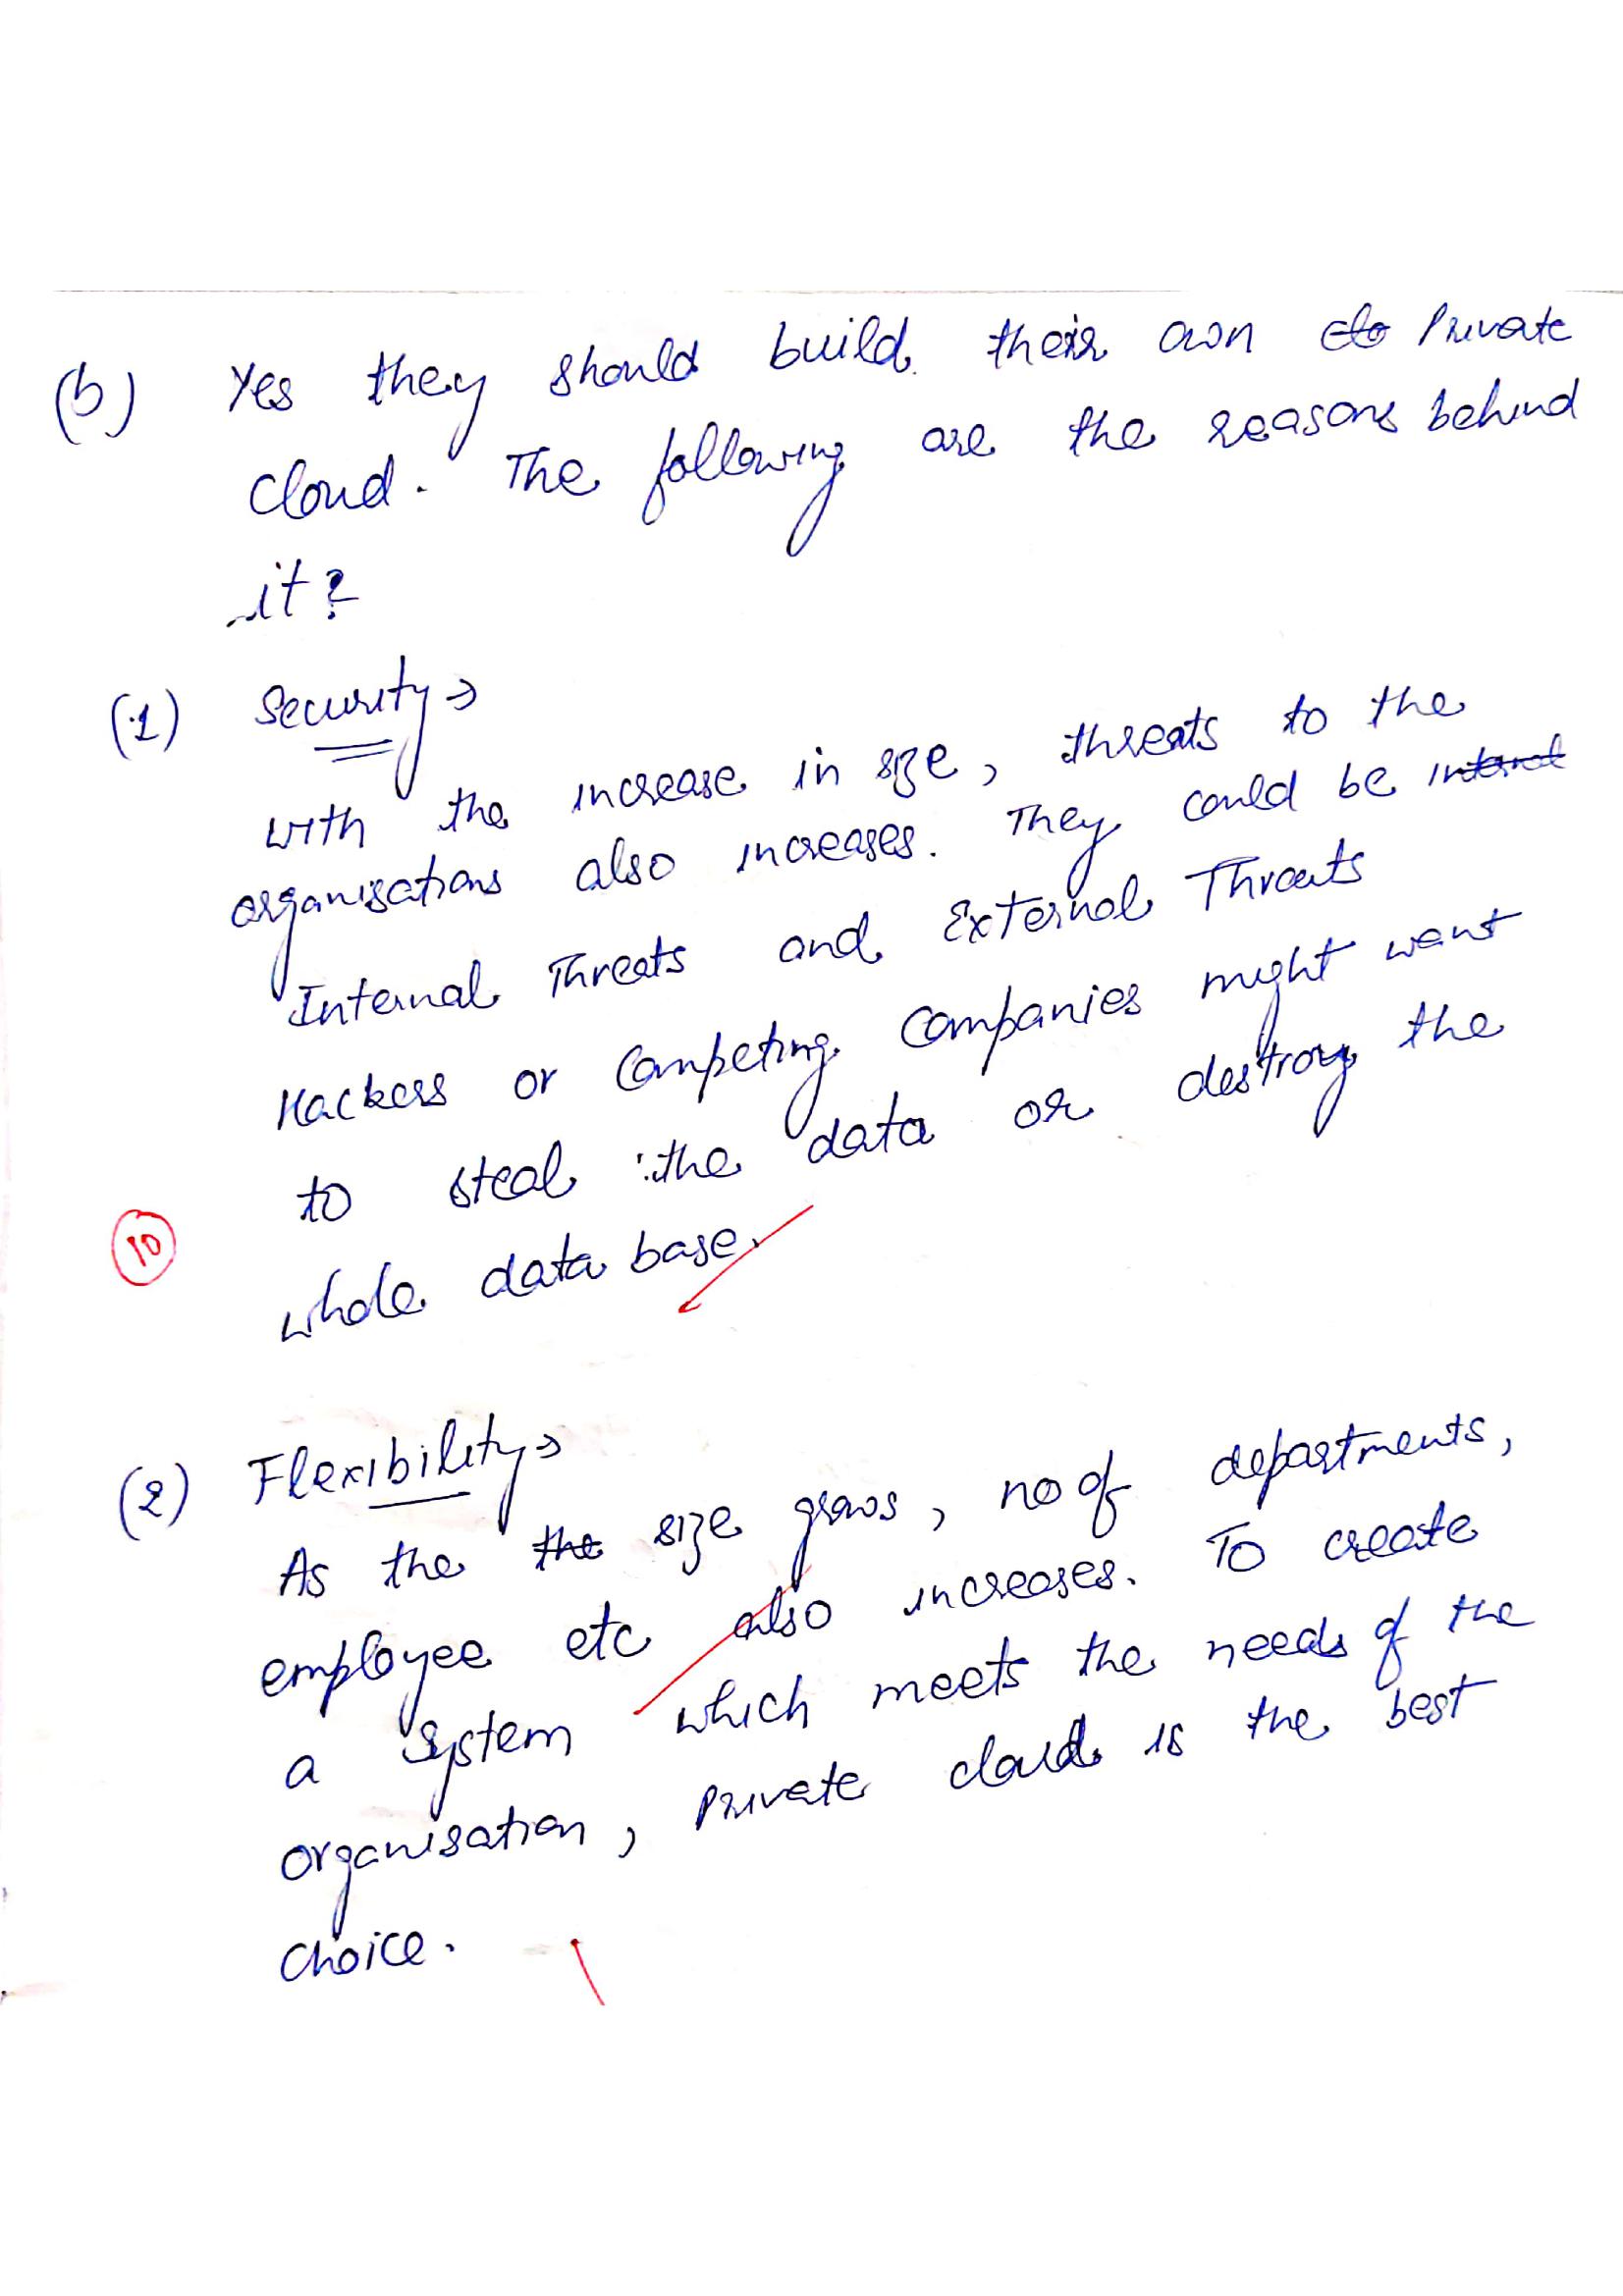 (b) Yes they should build their own clo Private
cloud. The following are the reasons behind
it?
(1) Security →
with the increase in size, threats to the
organisations also increases. They could be internal
Internal Threats and External Threats
Hackers or Competing Companies might want
to steal the data or destroy the
whole data base.
10
(2) Flexibility →
As the the size grows, no of departments,
employee etc also increases. To create
a system which meets the needs of the
organisation, Private cloud is the best
choice.